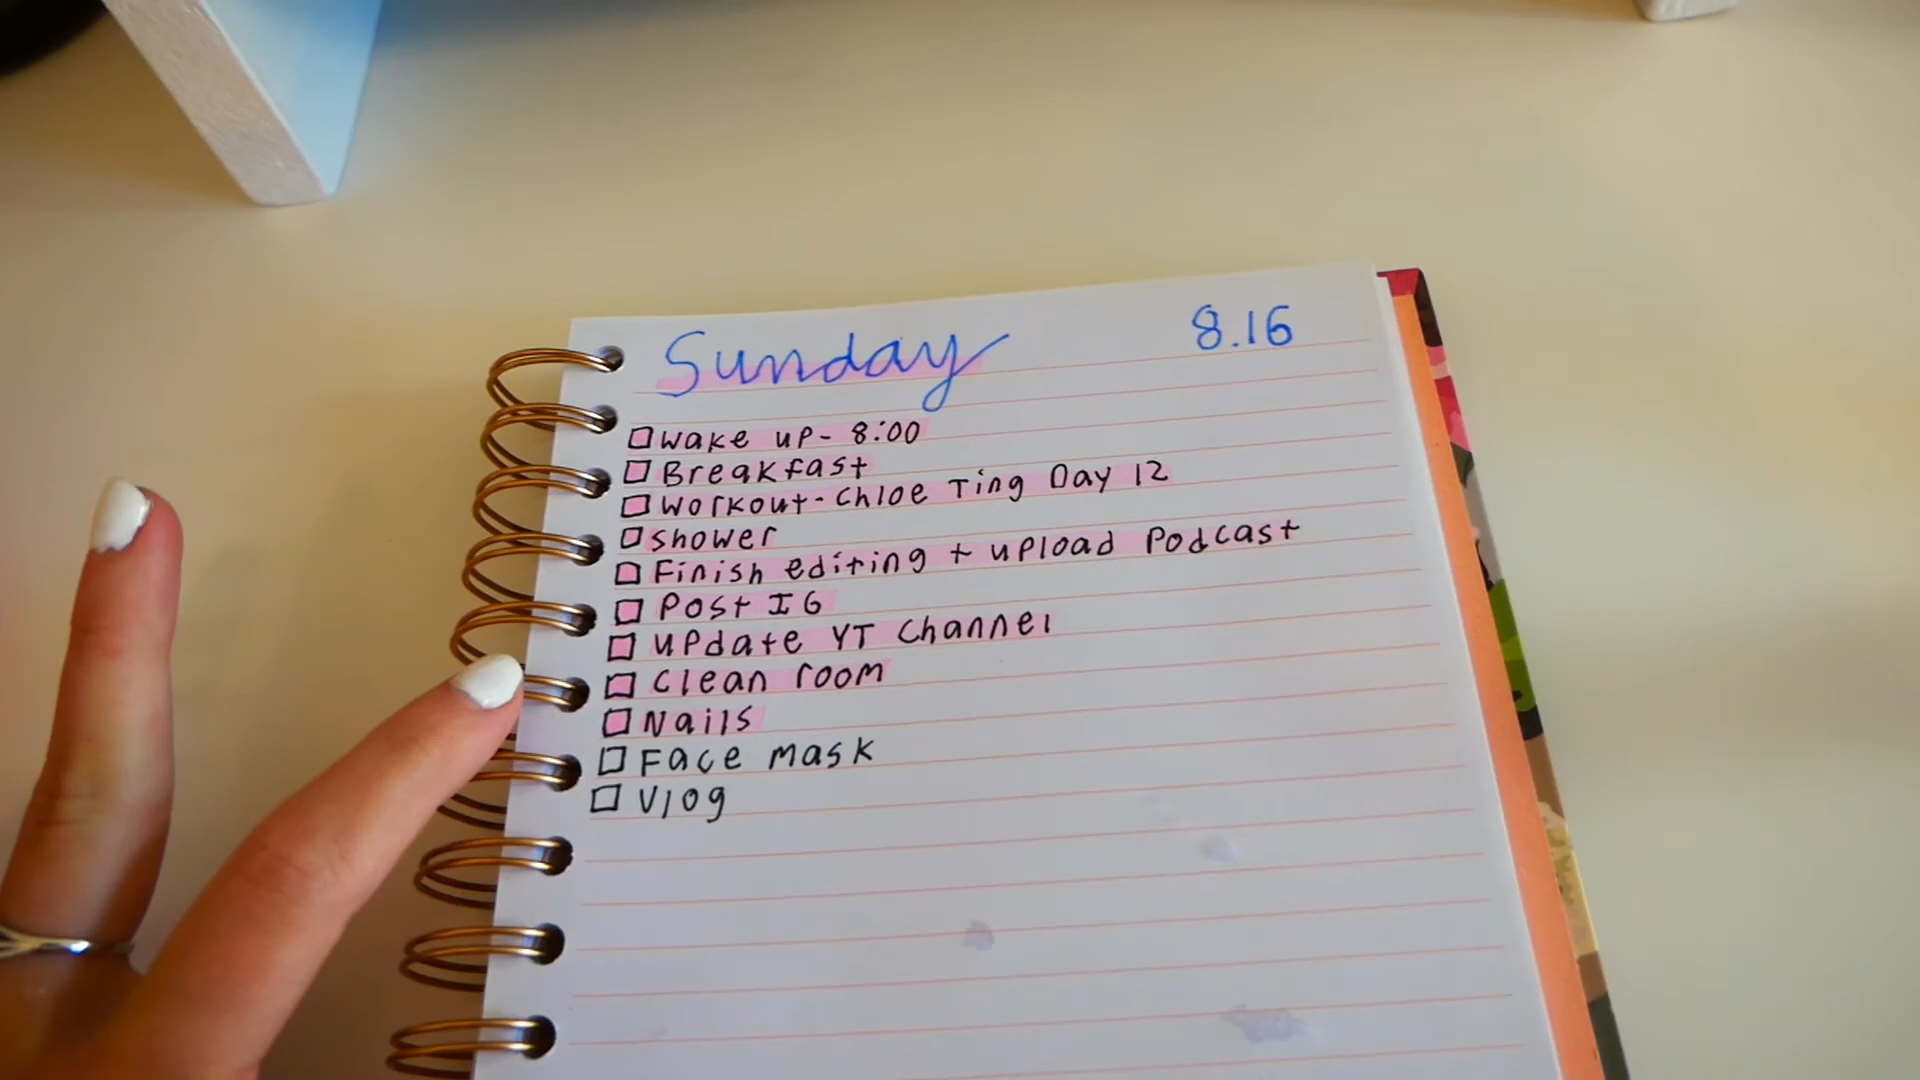 Sunday 8.16
☐ wake up - 8:00
☐ Breakfast
☐ Workout - Chloe Ting Day 12
☐ shower
☐ Finish editing + upload Podcast
☐ Post IG
☐ update YT Channel
☐ Clean room
☐ Nails
☐ Face mask
☐ Vlog